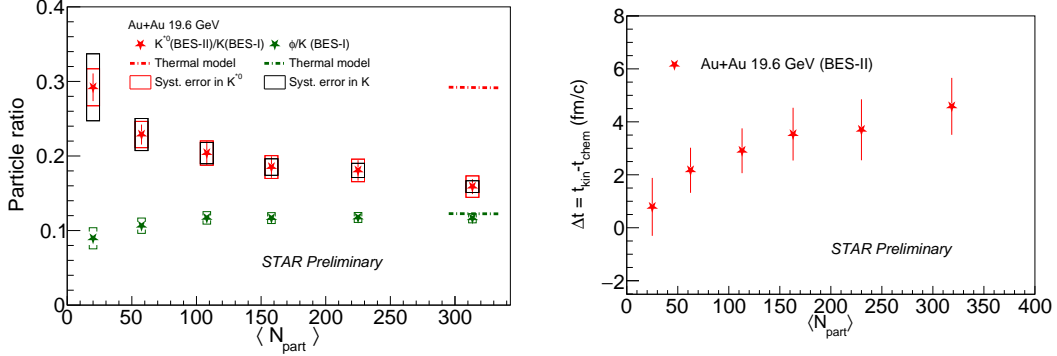 Au+Au 19.6 GeV
K*0(BES-II)/K(BES-I) ϕ/K (BES-I)
Thermal model Thermal model
Syst. error in K*0 Syst. error in K
0.4
0.3
0.2
0.1
0
Particle ratio
STAR Preliminary
0 50 100 150 200 250 300
⟨ Npart ⟩
Au+Au 19.6 GeV (BES-II)
8
6
4
2
0
−2
Δt = tkin-tchem (fm/c)
STAR Preliminary
0 50 100 150 200 250 300 350 400
⟨Npart⟩